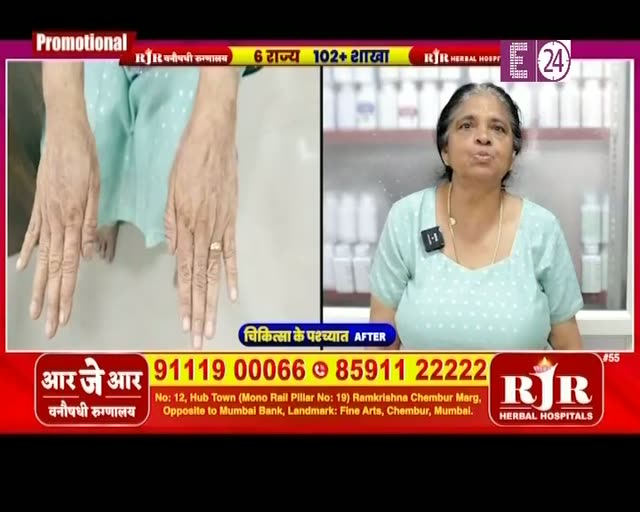 Promotional
RJR वनौषधी रुग्णालय 6 राज्य 102+ शाखा RJR HERBAL HOSPITALS
E 24
चिकित्सा के पश्च्यात AFTER
#55
आर जे आर
वनौषधी रुग्णालय
91119 00066 85911 22222
No: 12, Hub Town (Mono Rail Pillar No: 19) Ramkrishna Chembur Marg,
Opposite to Mumbai Bank, Landmark: Fine Arts, Chembur, Mumbai.
RJR
HERBAL HOSPITALS